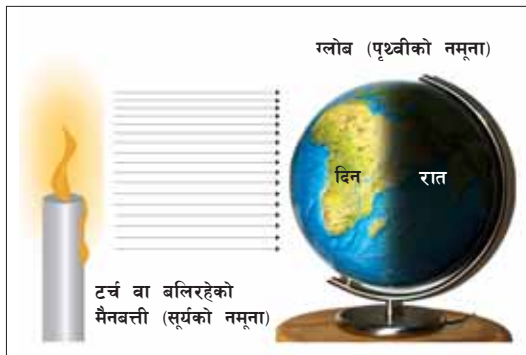 ग्लोब (पृथ्वीको नमूना)
दिन
रात
टर्च वा बलिरहेको
मैनबत्ती (सूर्यको नमूना)